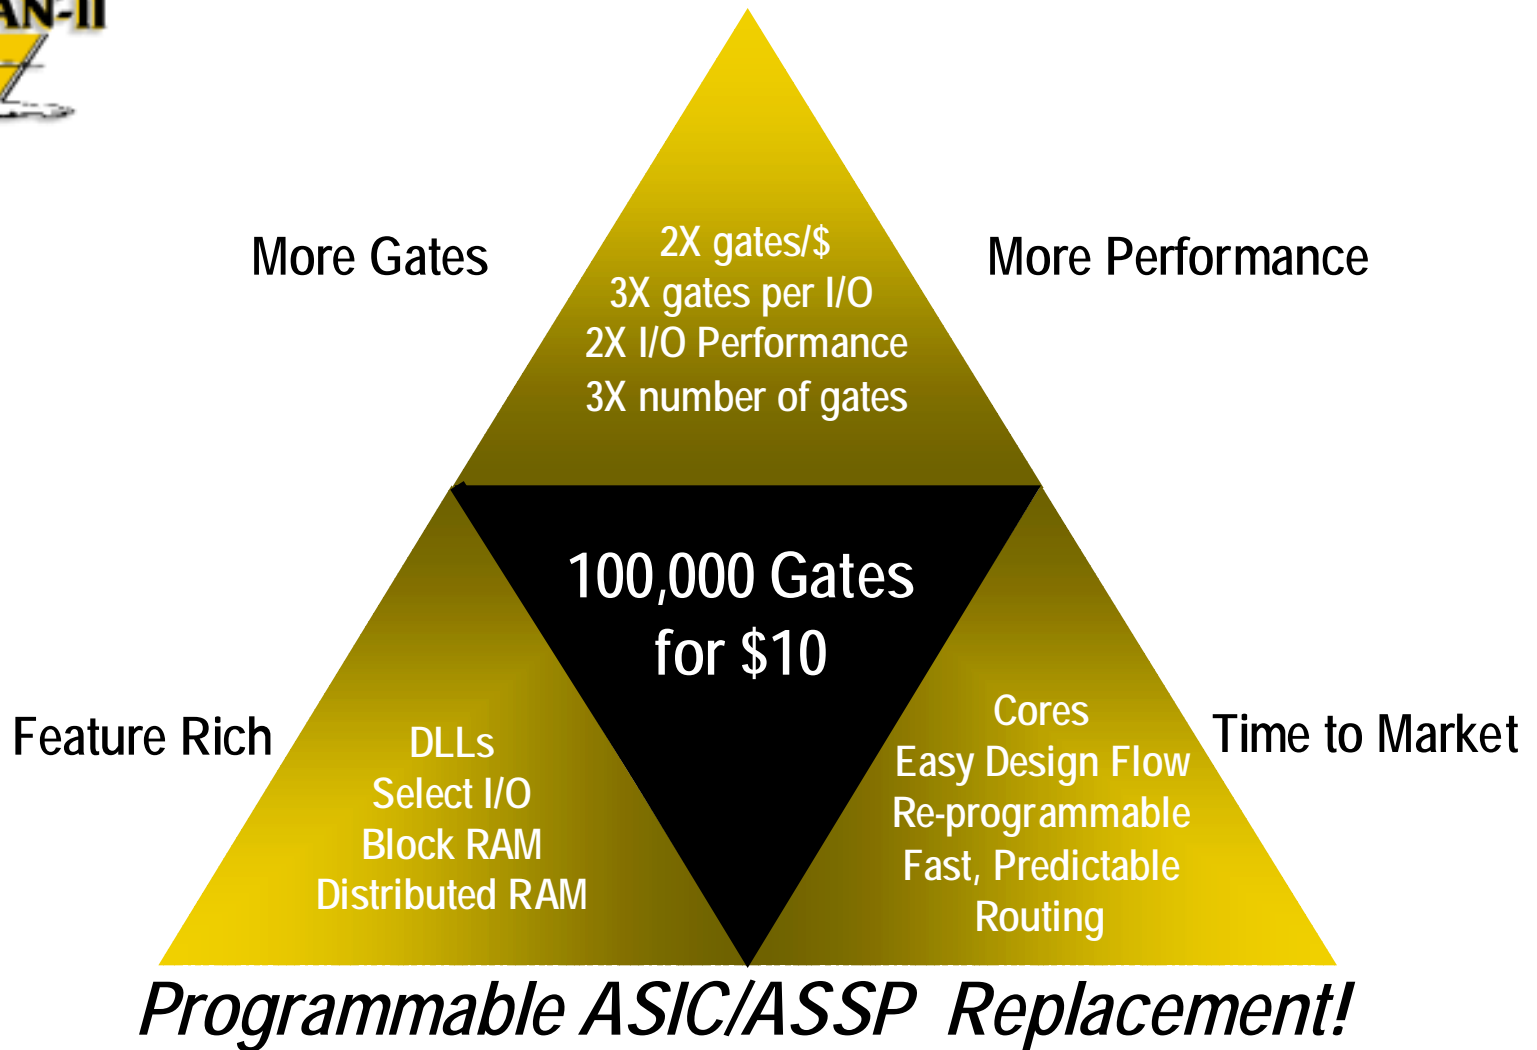 AN-II
More Gates
2X gates/$
3X gates per I/O
2X I/O Performance
3X number of gates
More Performance
100,000 Gates
for $10
Feature Rich
DLLs
Select I/O
Block RAM
Distributed RAM
Cores
Easy Design Flow
Re-programmable
Fast, Predictable
Routing
Time to Market
Programmable ASIC/ASSP Replacement!